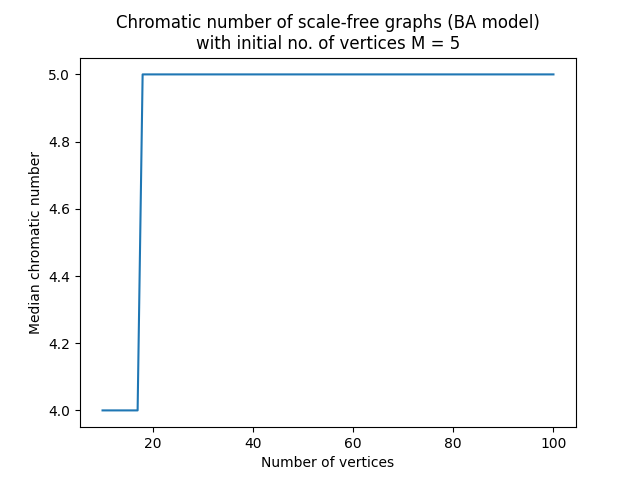 Chromatic number of scale-free graphs (BA model)
with initial no. of vertices M = 5
5.0
4.8
4.6
4.4
4.2
4.0
Median chromatic number
20 40 60 80 100
Number of vertices